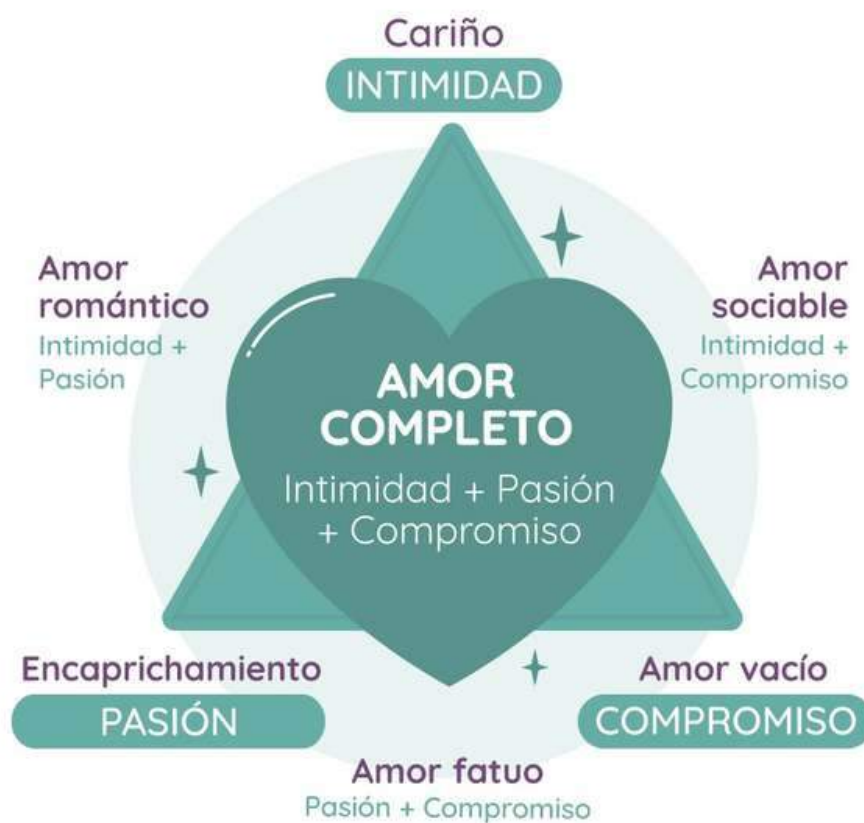 Cariño
INTIMIDAD
Amor
romántico
Intimidad +
Pasión
Amor
sociable
Intimidad +
Compromiso
AMOR
COMPLETO
Intimidad + Pasión
+ Compromiso
Encaprichamiento
PASIÓN
Amor vacío
COMPROMISO
Amor fatuo
Pasión + Compromiso